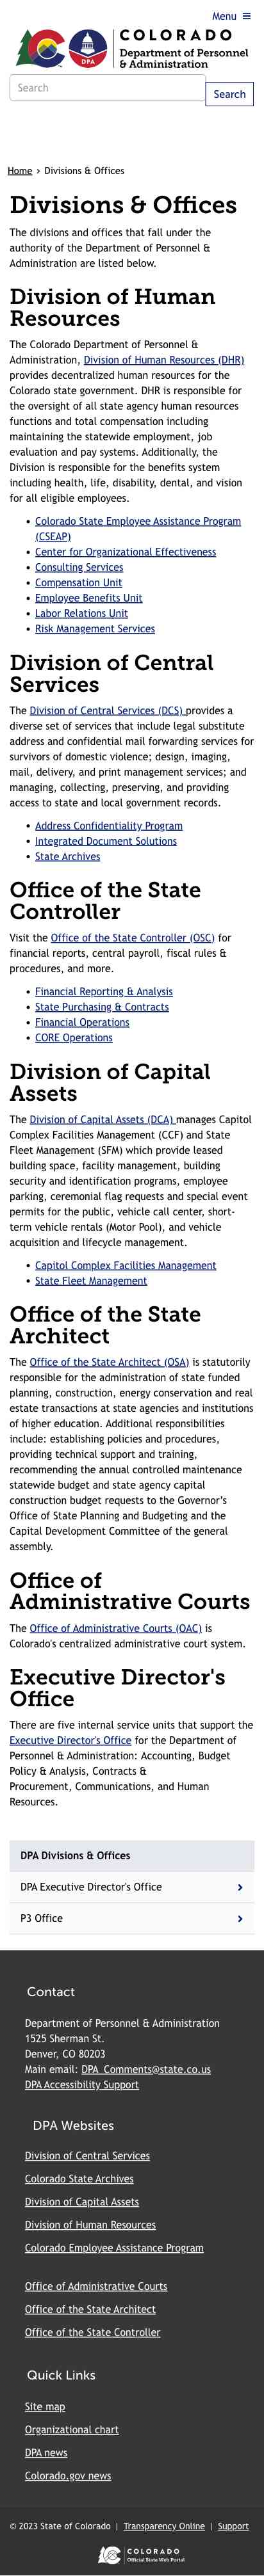 Menu
COLORADO
Department of Personnel
& Administration
DPA
Search
Search
Home › Divisions & Offices
Divisions & Offices
The divisions and offices that fall under the
authority of the Department of Personnel &
Administration are listed below.
Division of Human
Resources
The Colorado Department of Personnel &
Administration, Division of Human Resources (DHR)
provides decentralized human resources for the
Colorado state government. DHR is responsible for
the oversight of all state agency human resources
functions and total compensation including
maintaining the statewide employment, job
evaluation and pay systems. Additionally, the
Division is responsible for the benefits system
including health, life, disability, dental, and vision
for all eligible employees.
• Colorado State Employee Assistance Program
(CSEAP)
• Center for Organizational Effectiveness
• Consulting Services
• Compensation Unit
• Employee Benefits Unit
• Labor Relations Unit
• Risk Management Services
Division of Central
Services
The Division of Central Services (DCS) provides a
diverse set of services that include legal substitute
address and confidential mail forwarding services for
survivors of domestic violence; design, imaging,
mail, delivery, and print management services; and
managing, collecting, preserving, and providing
access to state and local government records.
• Address Confidentiality Program
• Integrated Document Solutions
• State Archives
Office of the State
Controller
Visit the Office of the State Controller (OSC) for
financial reports, central payroll, fiscal rules &
procedures, and more.
• Financial Reporting & Analysis
• State Purchasing & Contracts
• Financial Operations
• CORE Operations
Division of Capital
Assets
The Division of Capital Assets (DCA) manages Capitol
Complex Facilities Management (CCF) and State
Fleet Management (SFM) which provide leased
building space, facility management, building
security and identification programs, employee
parking, ceremonial flag requests and special event
permits for the public, vehicle call center, short-
term vehicle rentals (Motor Pool), and vehicle
acquisition and lifecycle management.
• Capitol Complex Facilities Management
• State Fleet Management
Office of the State
Architect
The Office of the State Architect (OSA) is statutorily
responsible for the administration of state funded
planning, construction, energy conservation and real
estate transactions at state agencies and institutions
of higher education. Additional responsibilities
include: establishing policies and procedures,
providing technical support and training,
recommending the annual controlled maintenance
statewide budget and state agency capital
construction budget requests to the Governor’s
Office of State Planning and Budgeting and the
Capital Development Committee of the general
assembly.
Office of
Administrative Courts
The Office of Administrative Courts (OAC) is
Colorado's centralized administrative court system.
Executive Director's
Office
There are five internal service units that support the
Executive Director's Office for the Department of
Personnel & Administration: Accounting, Budget
Policy & Analysis, Contracts &
Procurement, Communications, and Human
Resources.
DPA Divisions & Offices
DPA Executive Director's Office
P3 Office
Contact
Department of Personnel & Administration
1525 Sherman St.
Denver, CO 80203
Main email: DPA_Comments@state.co.us
DPA Accessibility Support
DPA Websites
Division of Central Services
Colorado State Archives
Division of Capital Assets
Division of Human Resources
Colorado Employee Assistance Program
Office of Administrative Courts
Office of the State Architect
Office of the State Controller
Quick Links
Site map
Organizational chart
DPA news
Colorado.gov news
© 2023 State of Colorado | Transparency Online | Support
COLORADO
Official State Web Portal